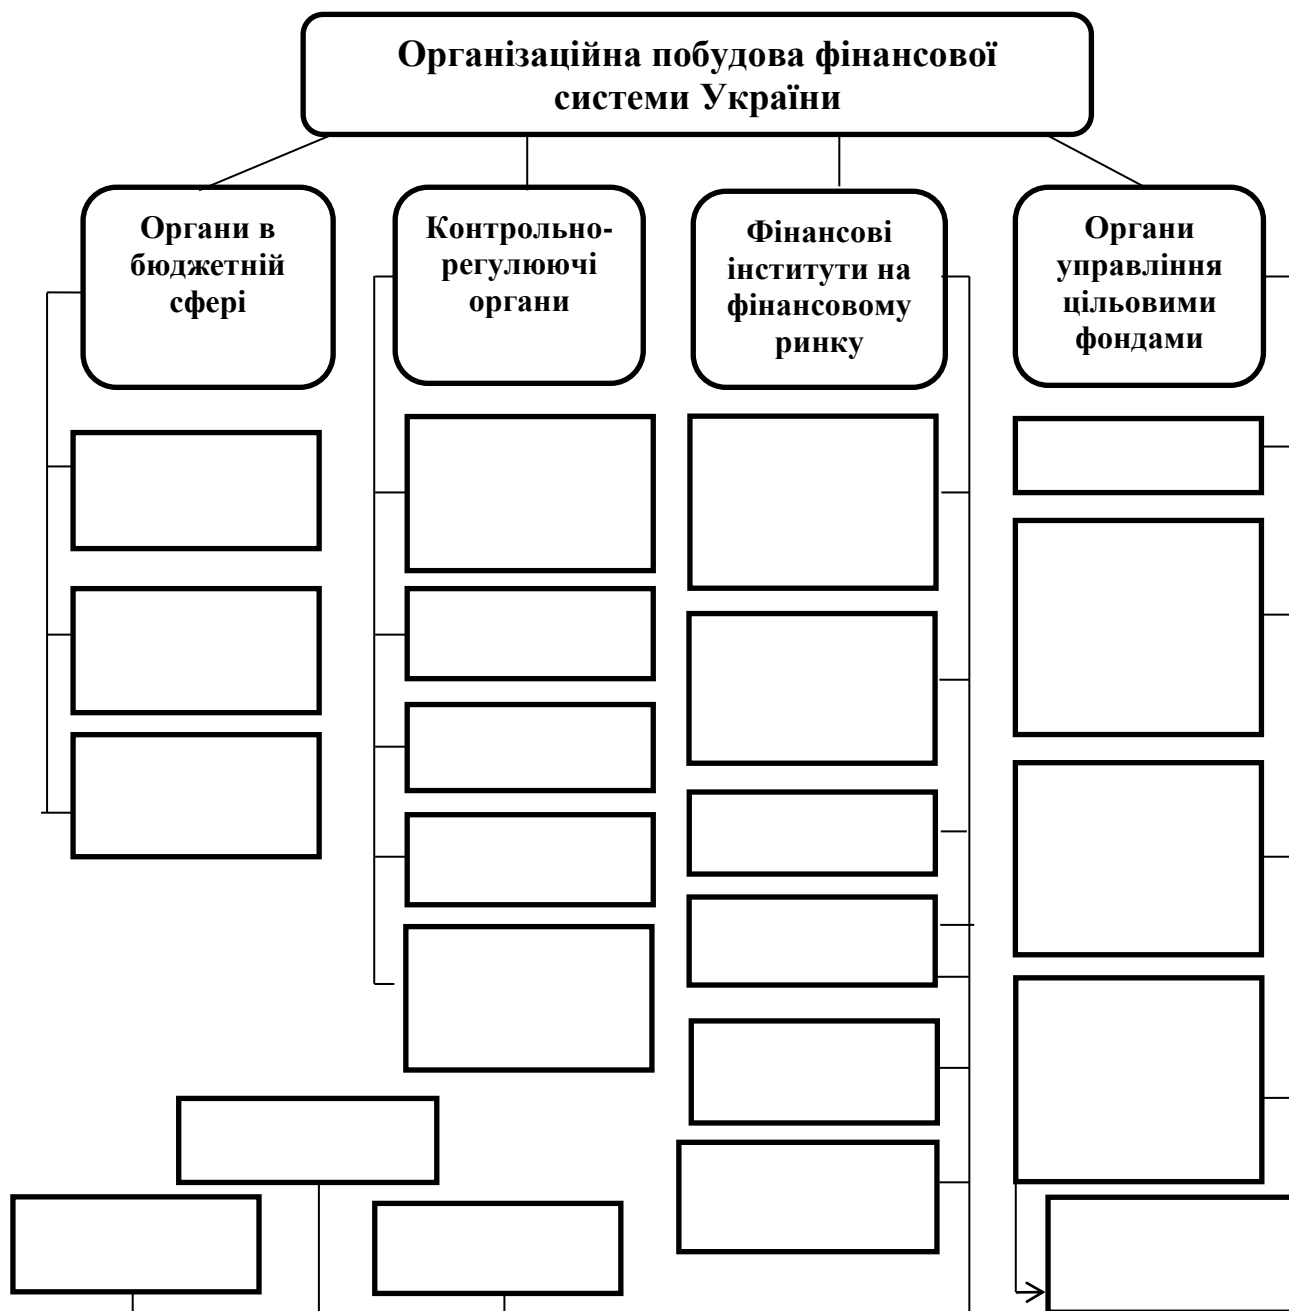 Організаційна побудова фінансової
системи України
Органи в
бюджетній
сфері
Контрольно-
регулюючі
органи
Фінансові
інститути на
фінансовому
ринку
Органи
управління
цільовими
фондами